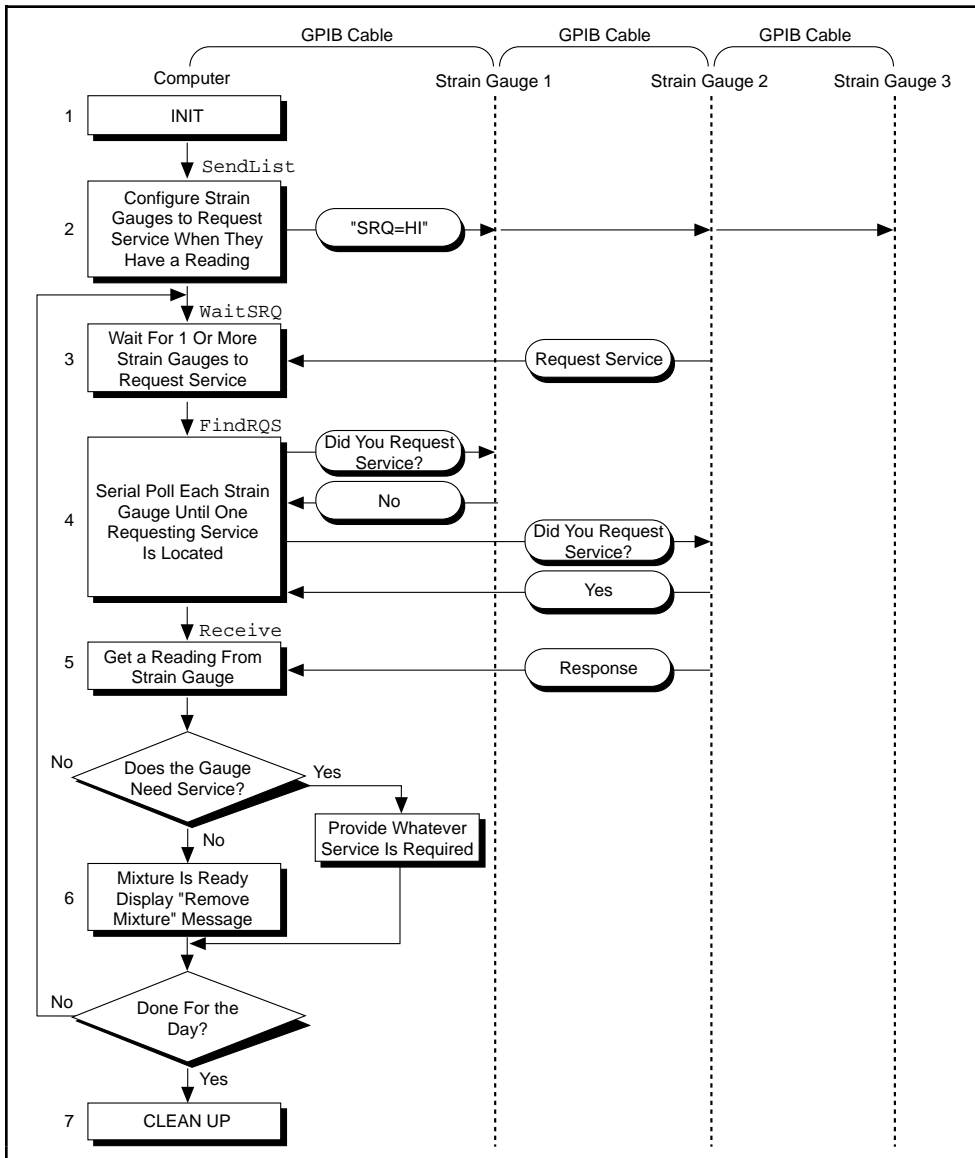 GPIB Cable GPIB Cable GPIB Cable
Computer Strain Gauge 1 Strain Gauge 2 Strain Gauge 3
1 INIT
SendList
2 Configure Strain
Gauges to Request
Service When They
Have a Reading
"SRQ=HI"
WaitSRQ
3 Wait For 1 Or More
Strain Gauges to
Request Service
Request Service
FindRQS
4 Serial Poll Each Strain
Gauge Until One
Requesting Service
Is Located
Did You Request
Service?
No
Did You Request
Service?
Yes
Receive
5 Get a Reading From
Strain Gauge
Response
No
Does the Gauge
Need Service?
Yes
Provide Whatever
Service Is Required
No
6 Mixture Is Ready
Display "Remove
Mixture" Message
No
Done For the
Day?
Yes
7 CLEAN UP